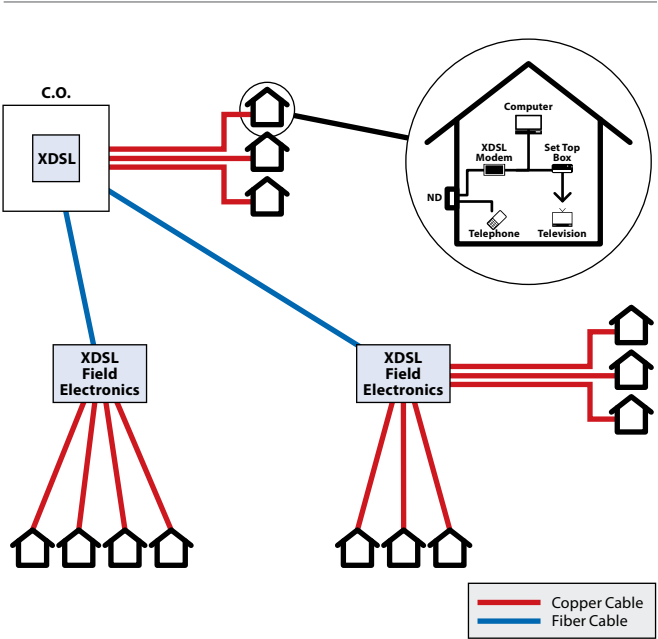 C.O.
XDSL
Computer
XDSL
Modem
Set Top
Box
ND
Telephone
Television
XDSL
Field
Electronics
XDSL
Field
Electronics
Copper Cable
Fiber Cable